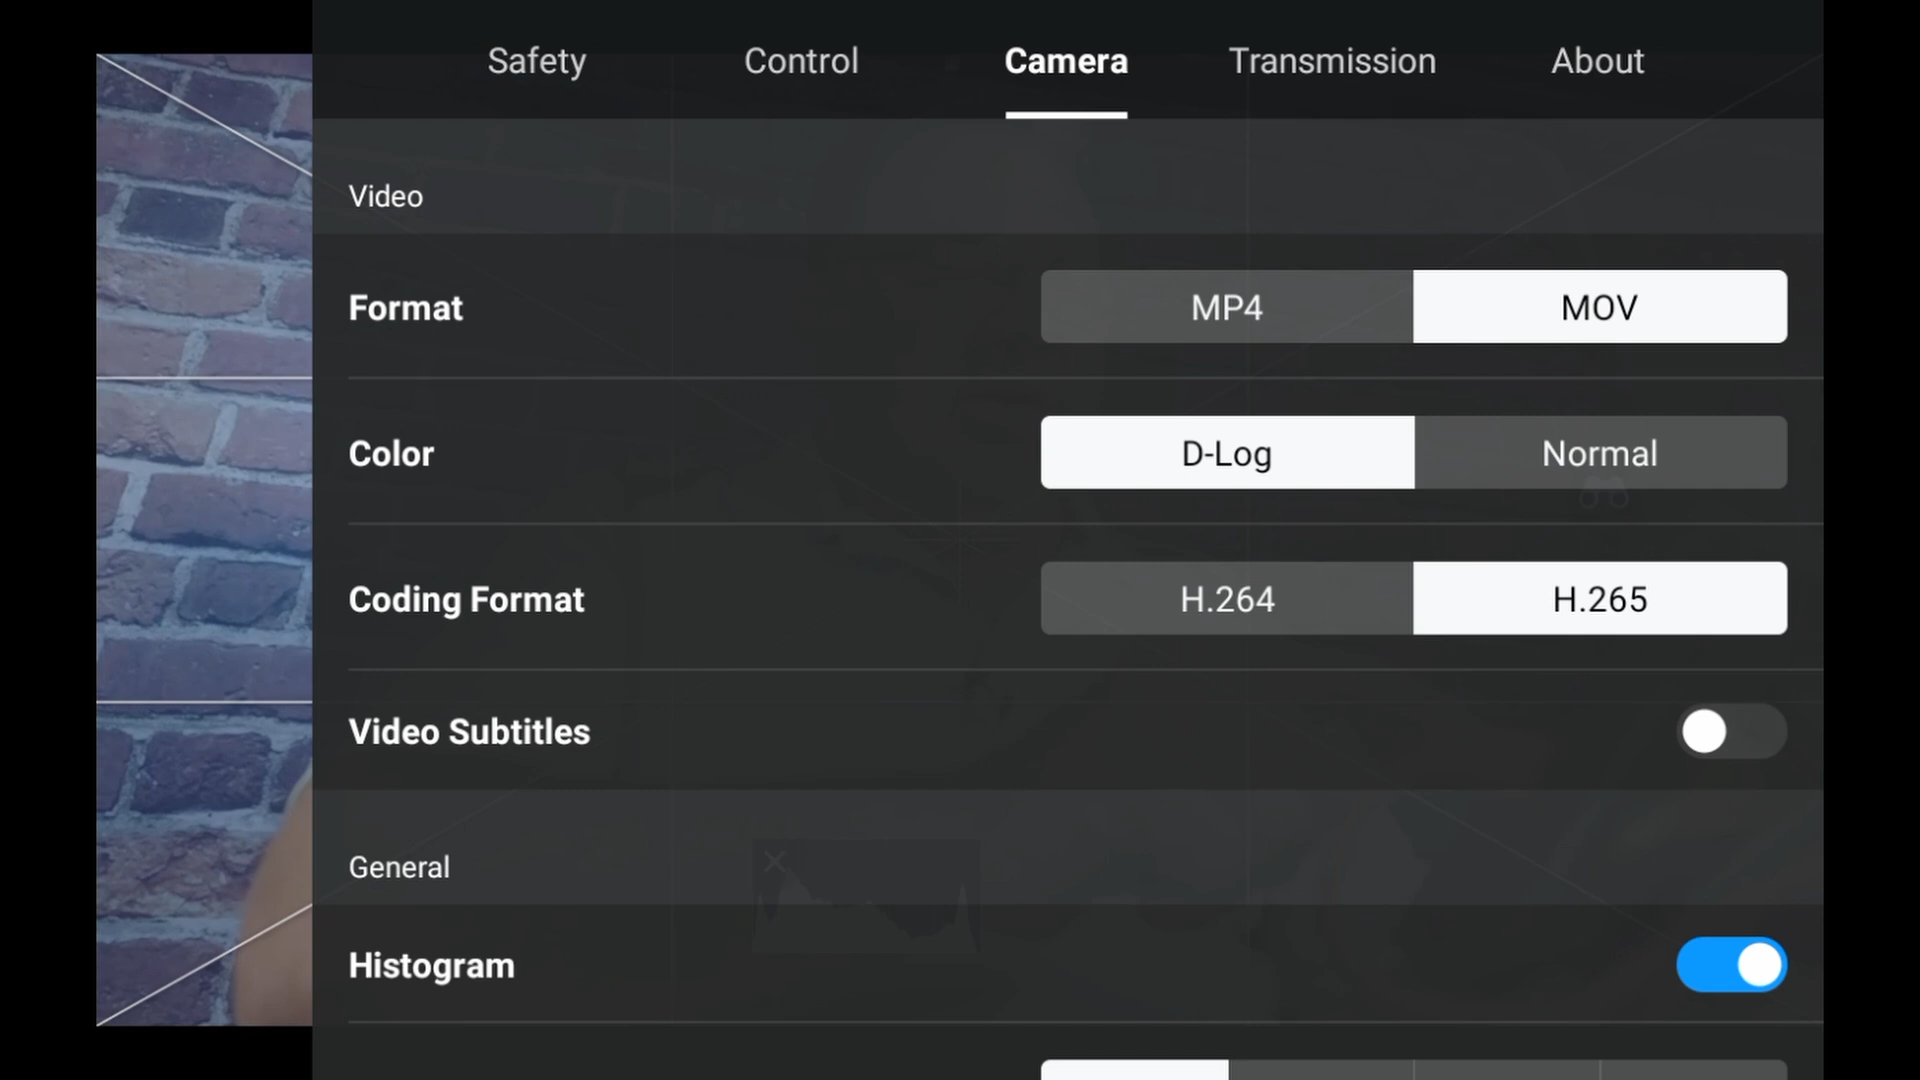 Safety Control Camera Transmission About
Video
Format MP4 MOV
Color D-Log Normal
Coding Format H.264 H.265
Video Subtitles
General
Histogram